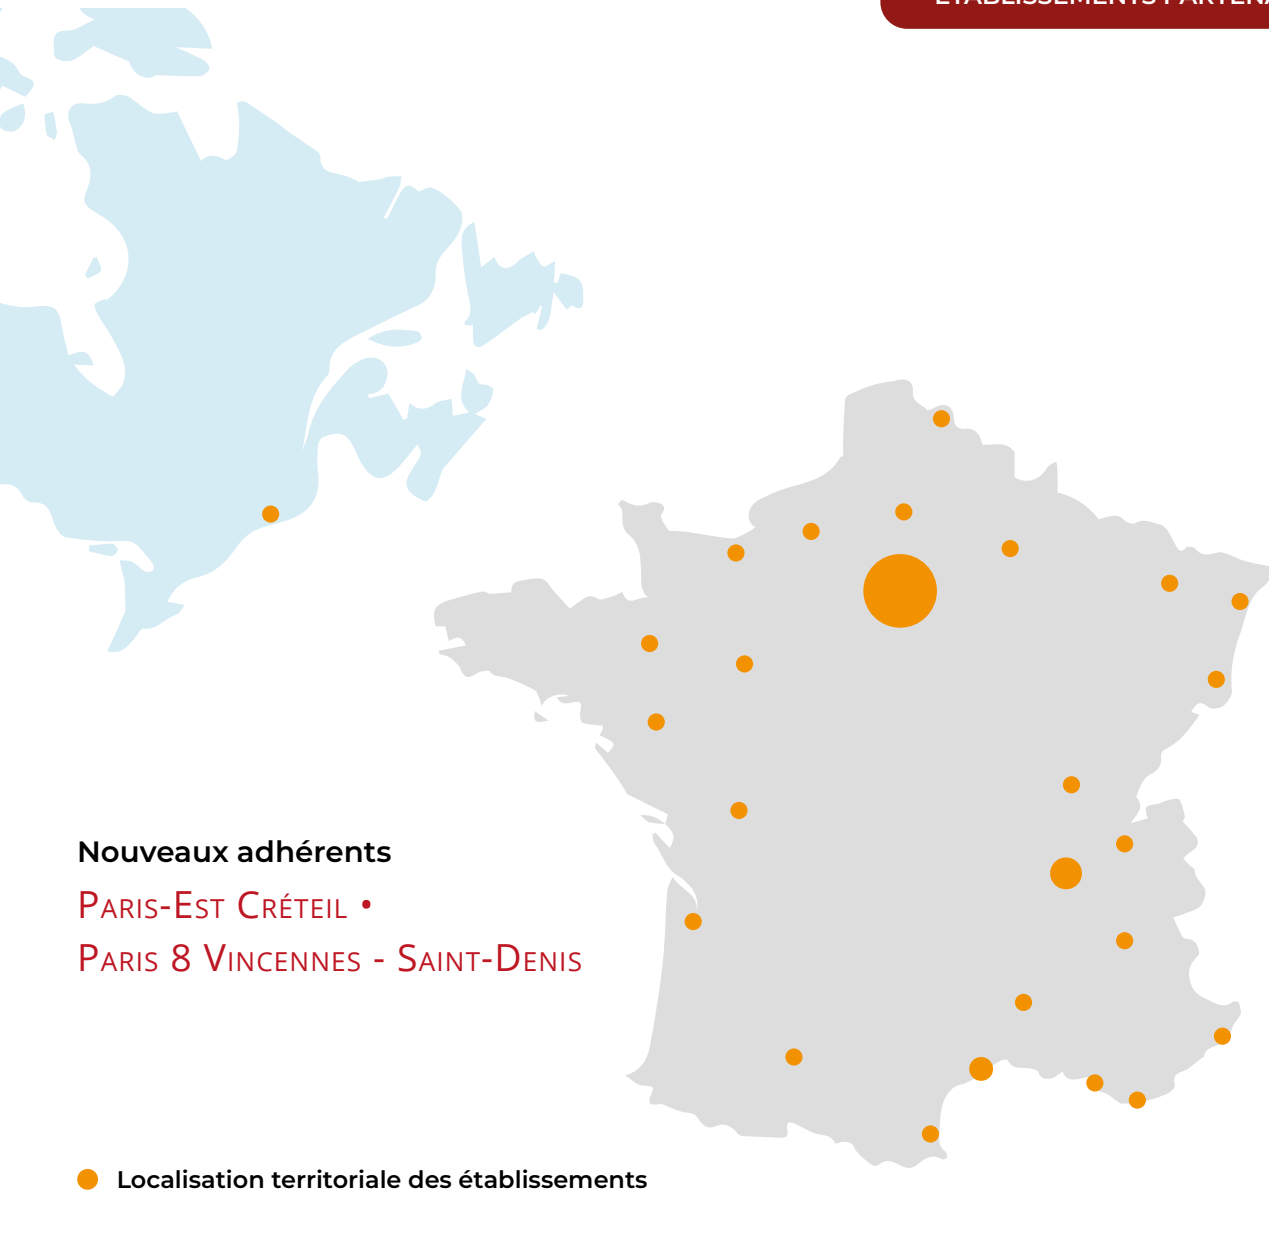 Nouveaux adhérents
Paris-Est Créteil •
Paris 8 Vincennes - Saint-Denis
Localisation territoriale des établissements